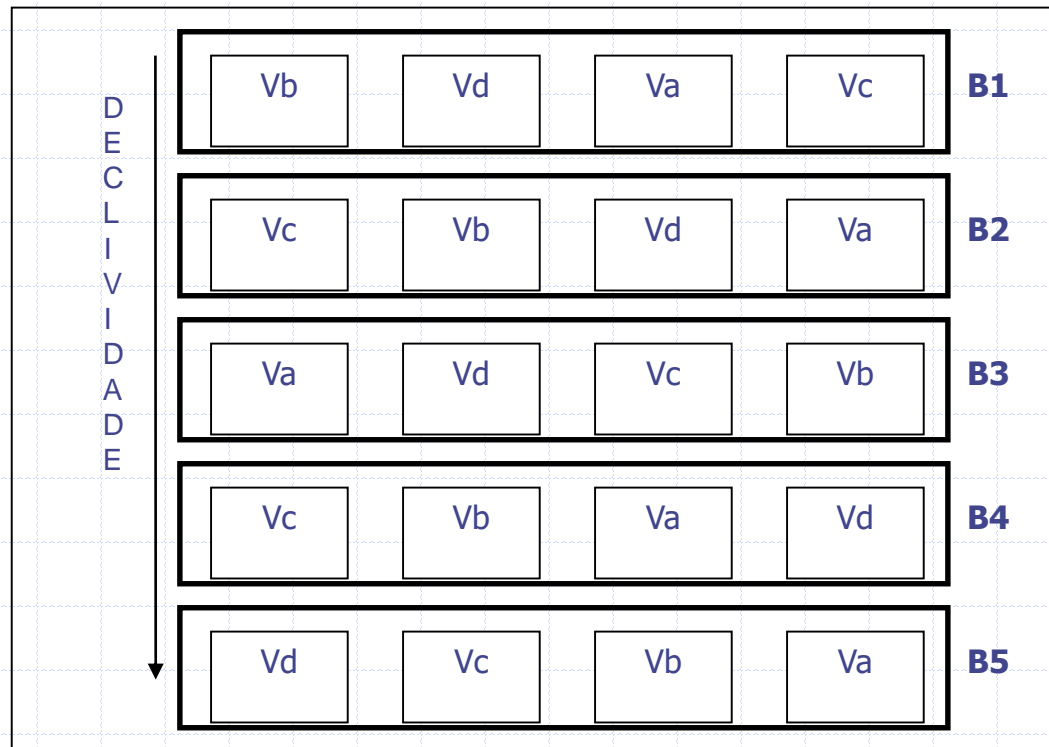 DECLIVIDADE
Vb Vd Va Vc B1
Vc Vb Vd Va B2
Va Vd Vc Vb B3
Vc Vb Va Vd B4
Vd Vc Vb Va B5